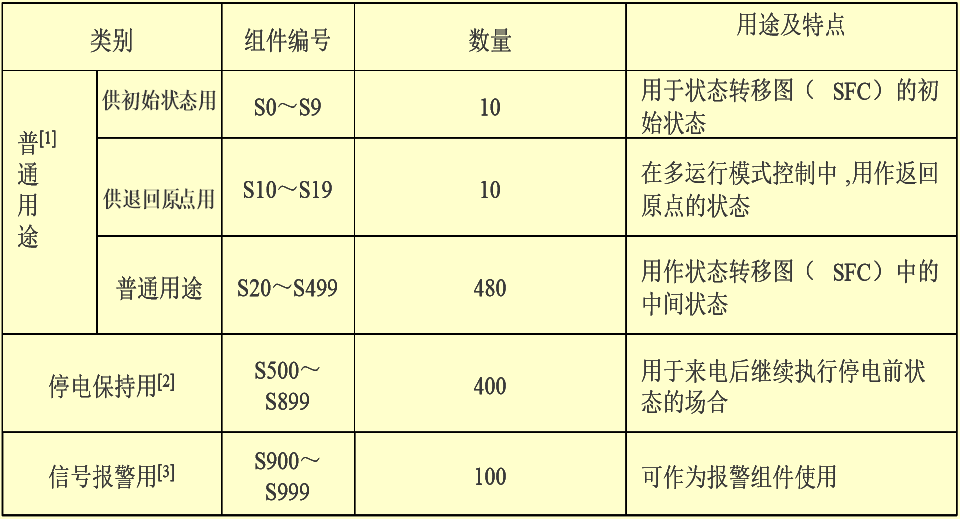 类别 组件编号 数量 用途及特点
普[1]
通
用
途
供初始状态用 S0～S9 10 用于状态转移图（ SFC）的初
始状态
供退回原点用 S10～S19 10 在多运行模式控制中 ,用作返回
原点的状态
普通用途 S20～S499 480 用作状态转移图（ SFC）中的
中间状态
停电保持用[2] S500～
S899 400 用于来电后继续执行停电前状
态的场合
信号报警用[3] S900～
S999 100 可作为报警组件使用